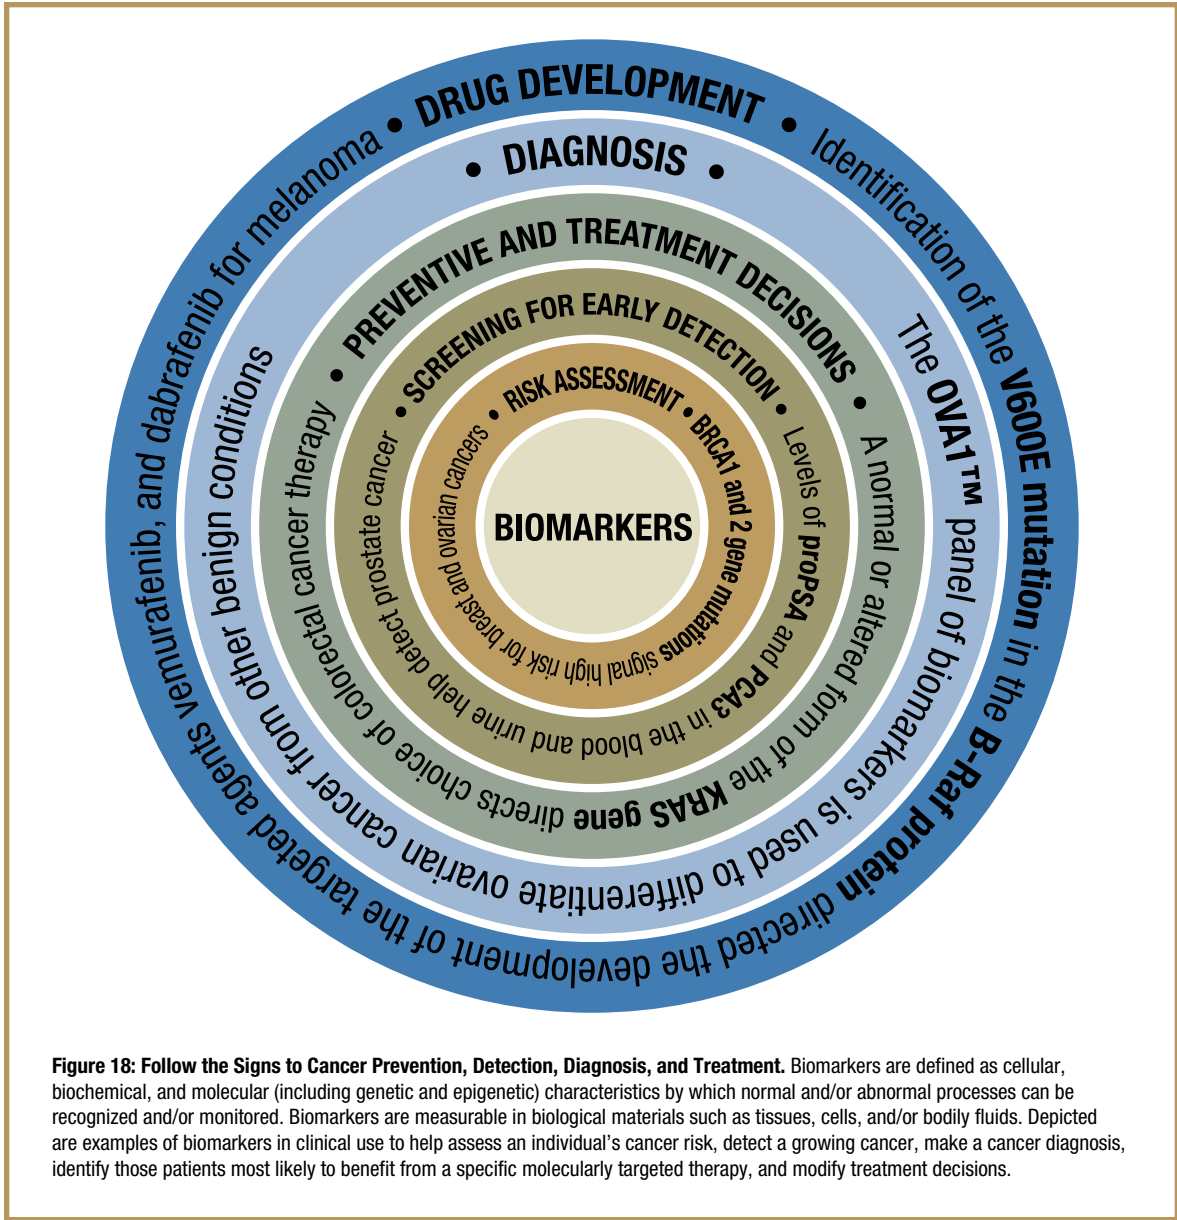 • DRUG DEVELOPMENT • Identification of the V600E mutation in the B-Raf protein directed the development of the targeted agents vemurafenib, and dabrafenib for melanoma
• DIAGNOSIS • The OVA1™ panel of biomarkers is used to differentiate ovarian cancer from other benign conditions
• PREVENTIVE AND TREATMENT DECISIONS • A normal or altered form of the KRAS gene directs choice of colorectal cancer therapy
• SCREENING FOR EARLY DETECTION • Levels of proPSA and PCA3 in the blood and urine help detect prostate cancer
• RISK ASSESSMENT • BRCA1 and 2 gene mutations signal high risk for breast and ovarian cancers
BIOMARKERS
Figure 18: Follow the Signs to Cancer Prevention, Detection, Diagnosis, and Treatment. Biomarkers are defined as cellular,
biochemical, and molecular (including genetic and epigenetic) characteristics by which normal and/or abnormal processes can be
recognized and/or monitored. Biomarkers are measurable in biological materials such as tissues, cells, and/or bodily fluids. Depicted
are examples of biomarkers in clinical use to help assess an individual's cancer risk, detect a growing cancer, make a cancer diagnosis,
identify those patients most likely to benefit from a specific molecularly targeted therapy, and modify treatment decisions.